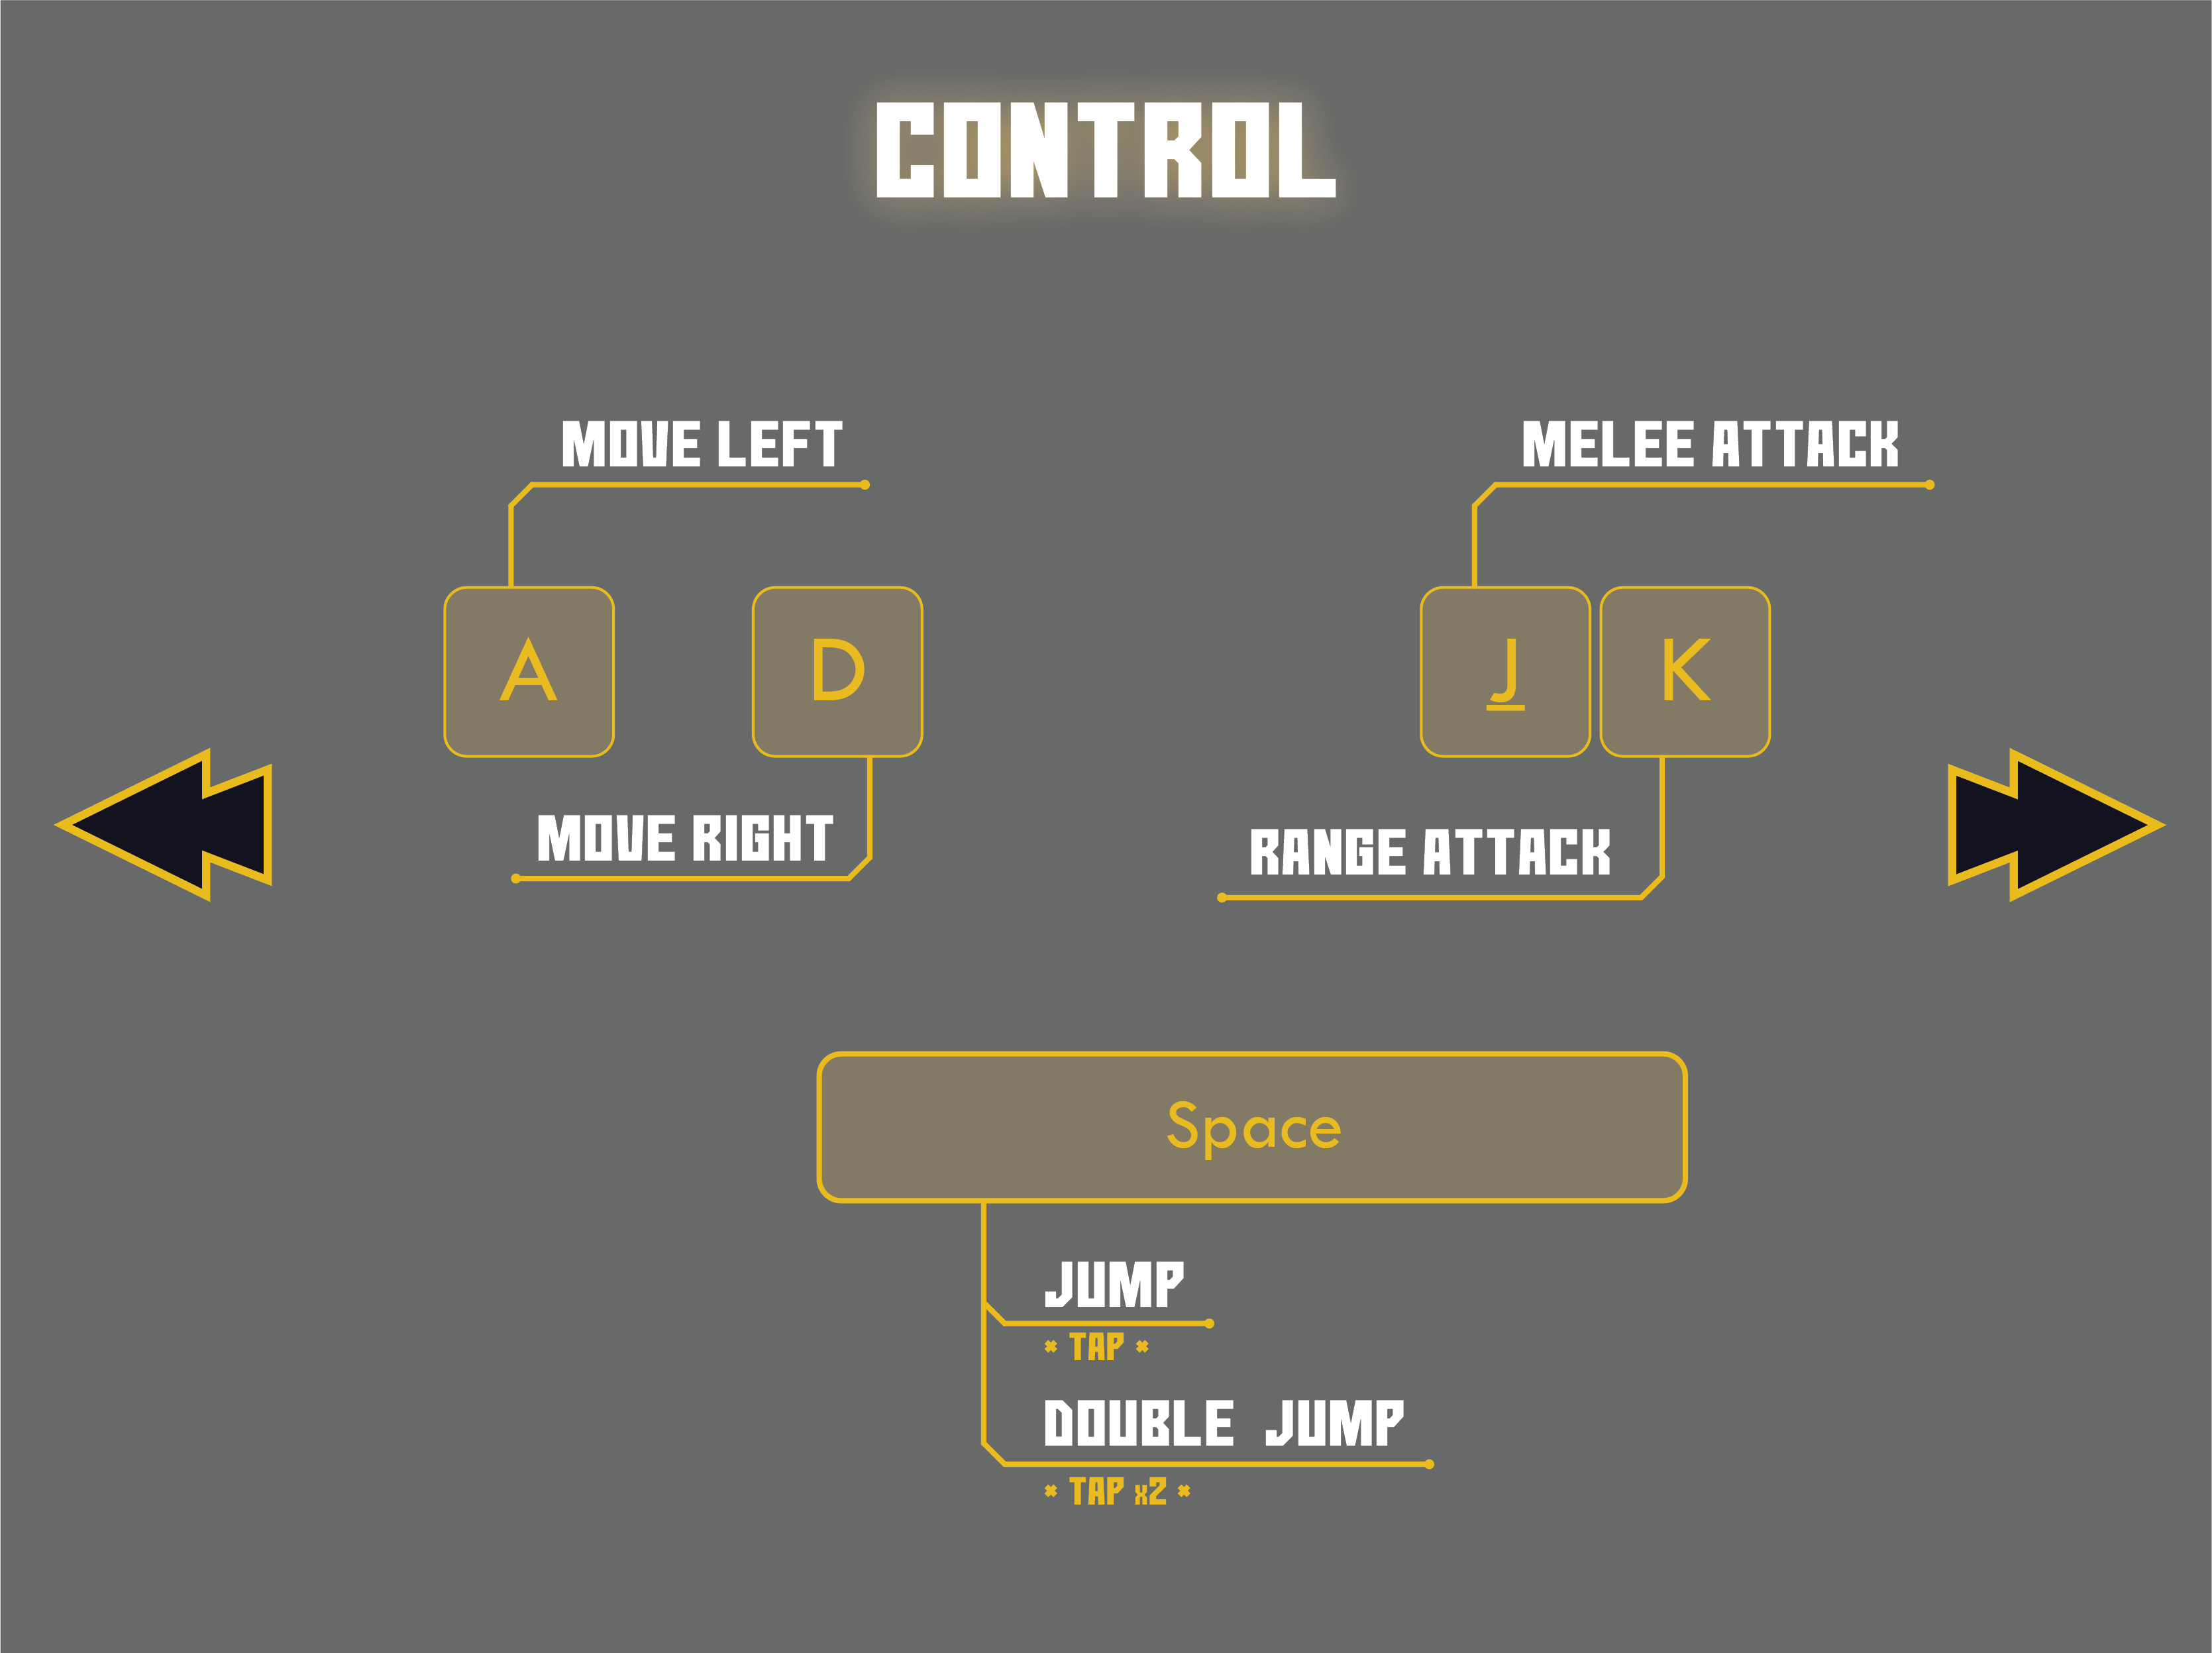 CONTROL
MOVE LEFT
MELEE ATTACK
A
D
J
K
MOVE RIGHT
RANGE ATTACK
Space
JUMP
* TAP *
DOUBLE JUMP
* TAP x2 *